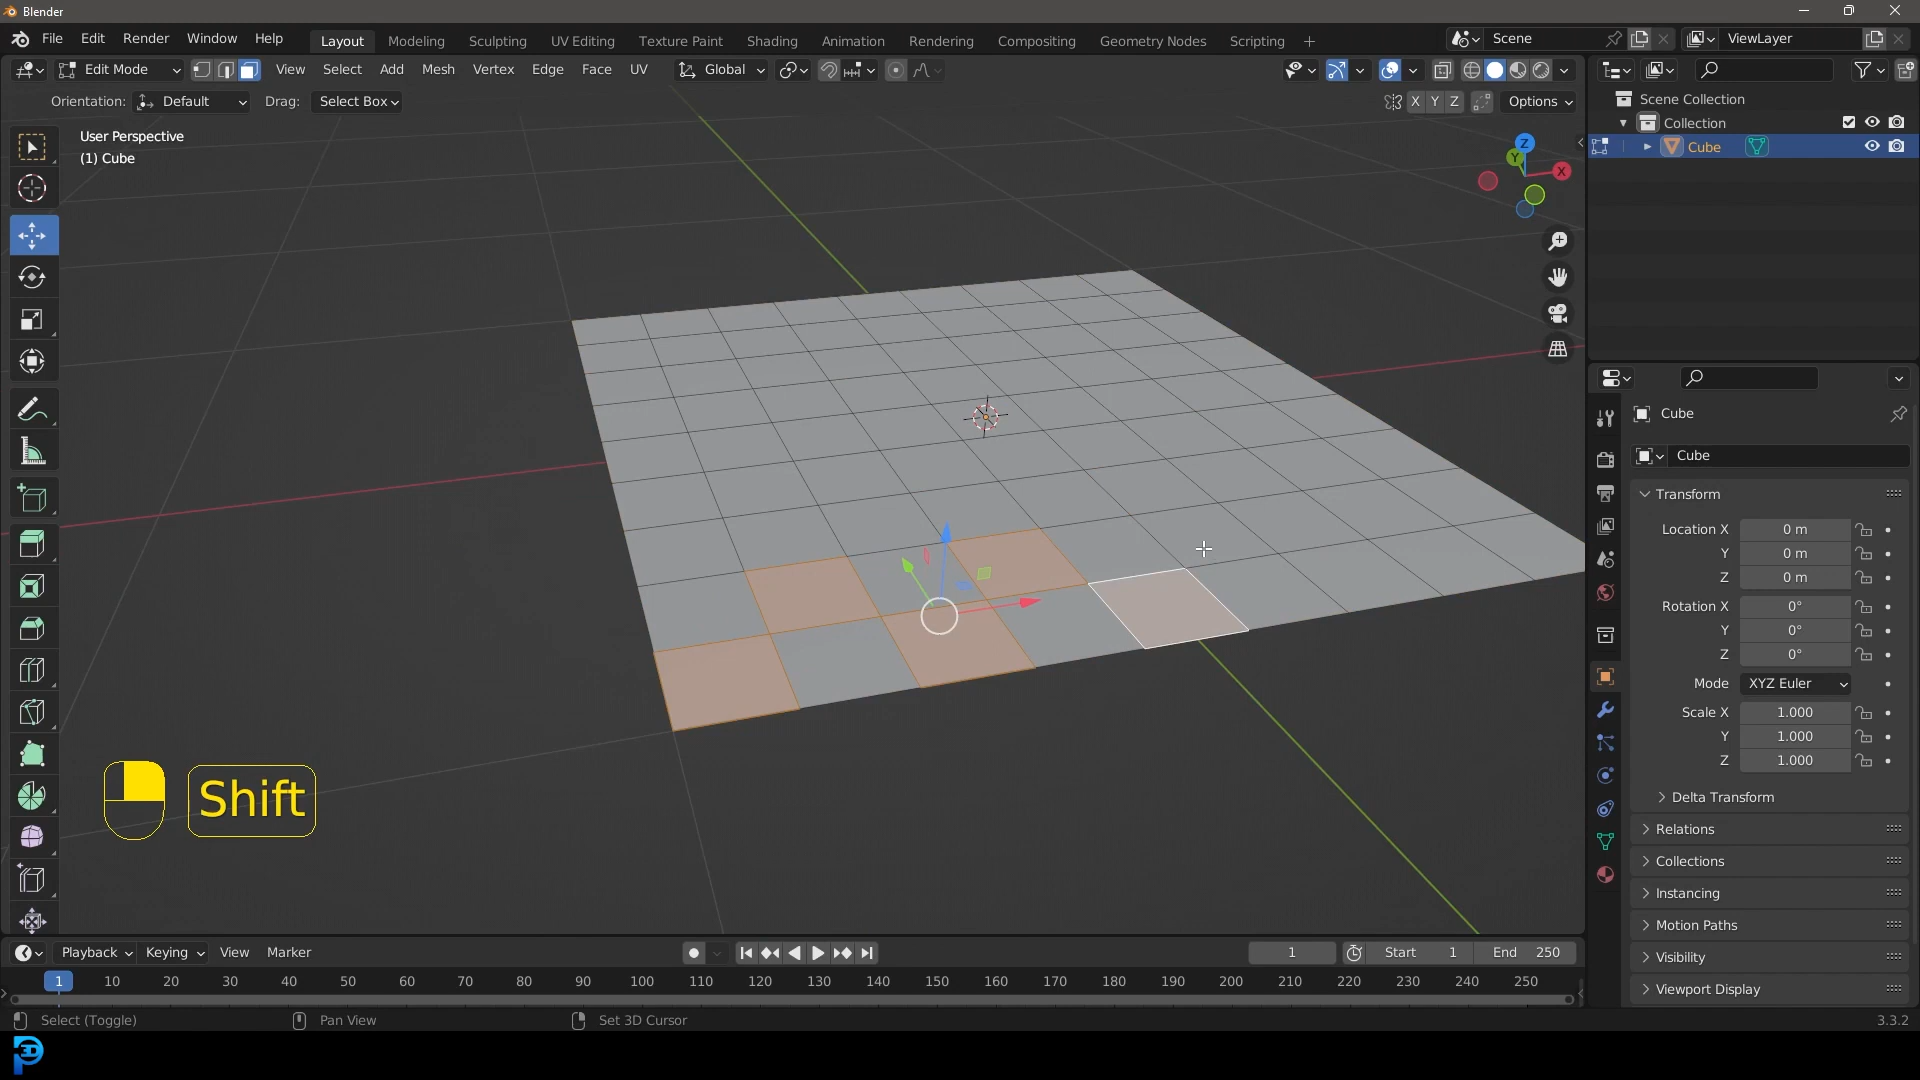 Blender
File Edit Render Window Help Layout Modeling Sculpting UV Editing Texture Paint Shading Animation Rendering Compositing Geometry Nodes Scripting + Scene ViewLayer
Edit Mode View Select Add Mesh Vertex Edge Face UV Global
Orientation: Default Drag: Select Box X Y Z Options
Scene Collection
Collection
Cube
User Perspective
(1) Cube
Z
Y
X
Cube
Cube
Transform
Location X 0 m
Y 0 m
Z 0 m
Rotation X 0°
Y 0°
Z 0°
Mode XYZ Euler
Scale X 1.000
Y 1.000
Z 1.000
Delta Transform
Relations
Collections
Instancing
Motion Paths
Visibility
Viewport Display
Shift
Playback Keying View Marker 1 Start 1 End 250
1 10 20 30 40 50 60 70 80 90 100 110 120 130 140 150 160 170 180 190 200 210 220 230 240 250
Select (Toggle) Pan View Set 3D Cursor 3.3.2
3D